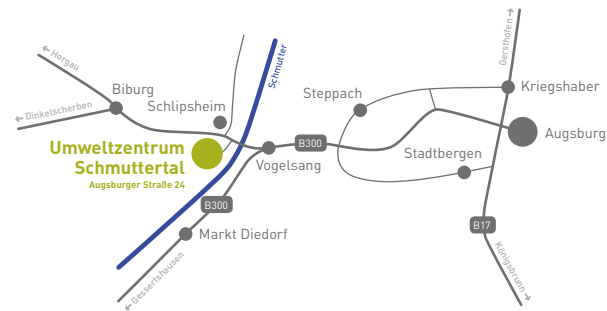 ← Horgau
Biburg
← Dinkelscherben
Schlipsheim
Umweltzentrum
Schmuttertal
Augsburger Straße 24
Schmutter
Vogelsang
B300
B300
Markt Diedorf
← Gessertshausen
Steppach
Stadtbergen
Gersthofen →
Kriegshaber
Augsburg
B17
Königsbrunn →